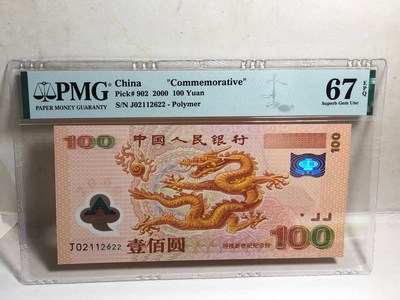 PMG
PAPER MONEY GUARANTY
China "Commemorative"
Pick# 902 2000 100 Yuan
S/N J02112622 - Polymer
67 EPQ
Superb Gem Unc
100 中国人民银行 100
J02112622
壹佰圆
100